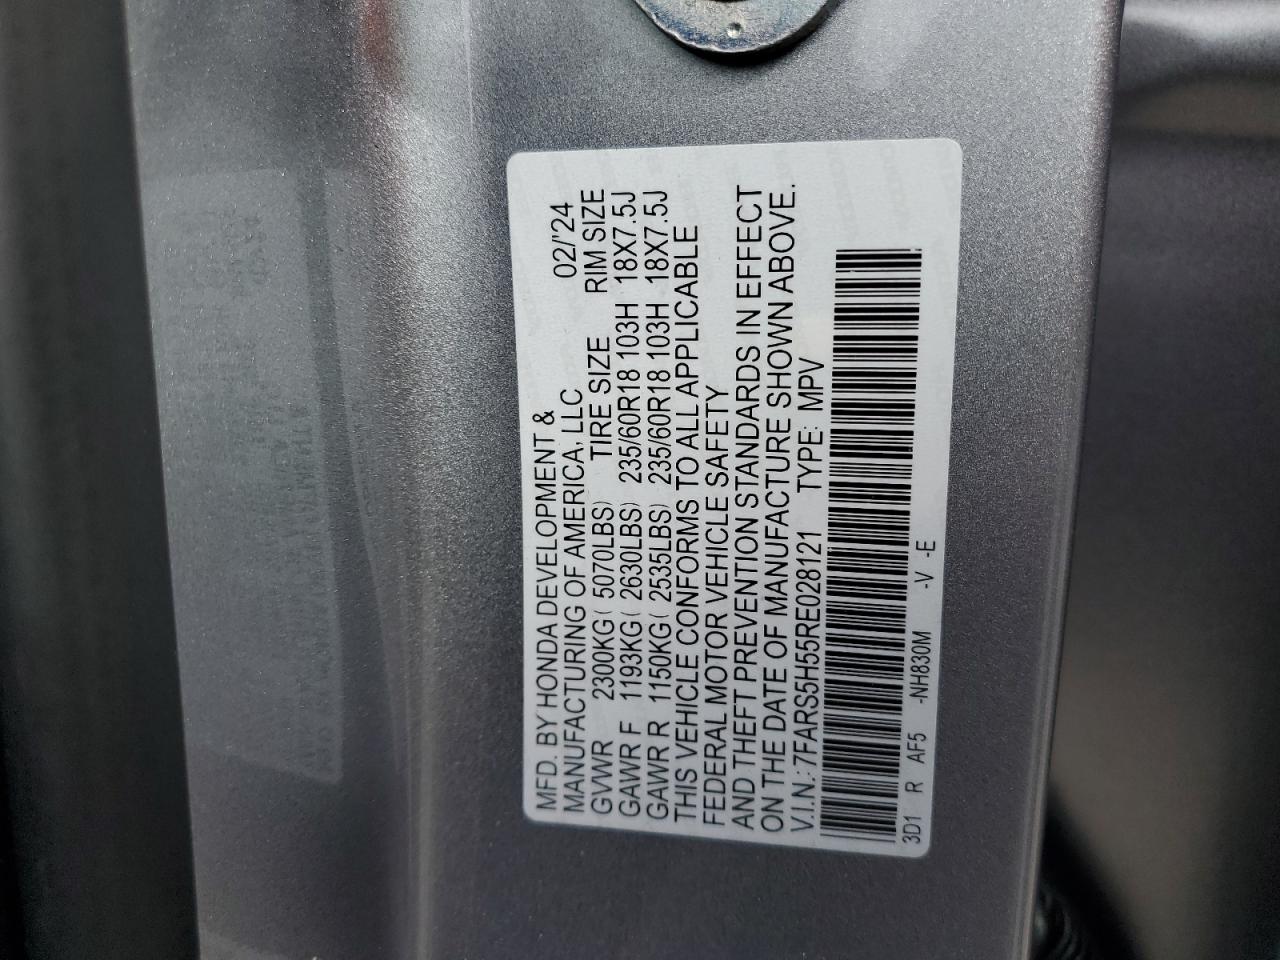 MFD. BY HONDA DEVELOPMENT &
MANUFACTURING OF AMERICA, LLC 02/'24
GVWR 2300KG ( 5070LBS) TIRE SIZE RIM SIZE
GAWR F 1193KG ( 2630LBS) 235/60R18 103H 18X7.5J
GAWR R 1150KG ( 2535LBS) 235/60R18 103H 18X7.5J
THIS VEHICLE CONFORMS TO ALL APPLICABLE
FEDERAL MOTOR VEHICLE SAFETY
AND THEFT PREVENTION STANDARDS IN EFFECT
ON THE DATE OF MANUFACTURE SHOWN ABOVE.
V.I.N.: 7FARS5H55RE028121 TYPE: MPV
3D1 R AF5 -NH830M -V -E